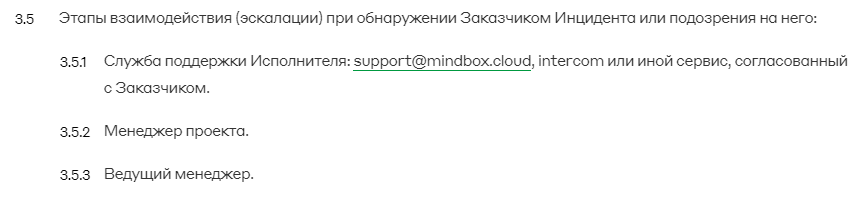 3.5 Этапы взаимодействия (эскалации) при обнаружении Заказчиком Инцидента или подозрения на него:
3.5.1 Служба поддержки Исполнителя: support@mindbox.cloud, intercom или иной сервис, согласованный
с Заказчиком.
3.5.2 Менеджер проекта.
3.5.3 Ведущий менеджер.